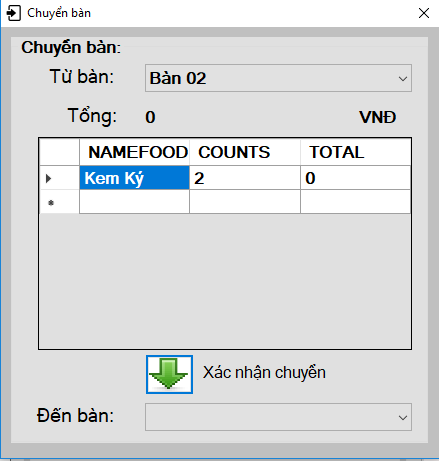 Chuyển bàn
Chuyển bàn:
Từ bàn: Bàn 02
Tổng: 0 VNĐ
NAMEFOOD COUNTS TOTAL
Kem Ký 2 0
Xác nhận chuyển
Đến bàn: